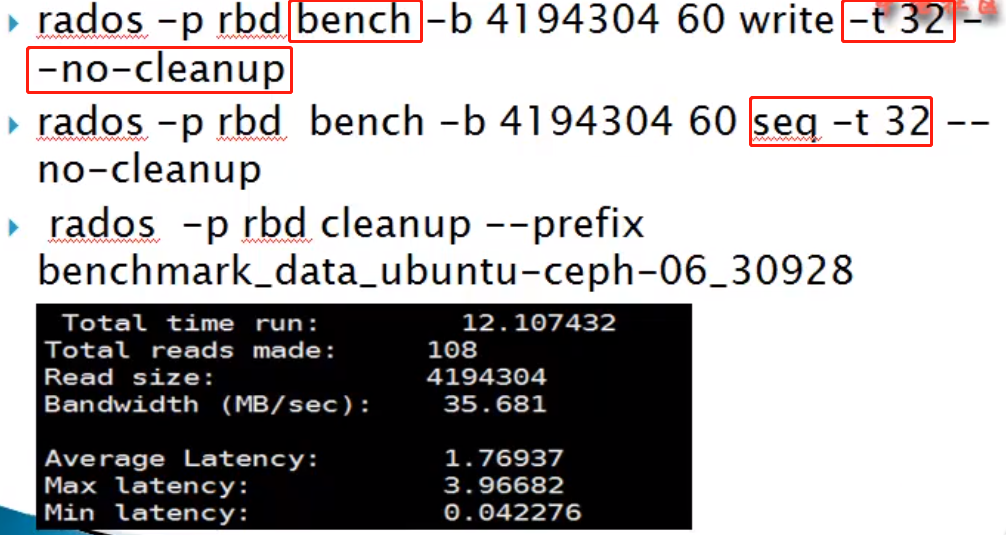 rados -p rbd bench -b 4194304 60 write -t 32 -
-no-cleanup
rados -p rbd bench -b 4194304 60 seq -t 32 --
no-cleanup
rados -p rbd cleanup --prefix
benchmark_data_ubuntu-ceph-06_30928
Total time run: 12.107432
Total reads made: 108
Read size: 4194304
Bandwidth (MB/sec): 35.681
Average Latency: 1.76937
Max latency: 3.96682
Min latency: 0.042276